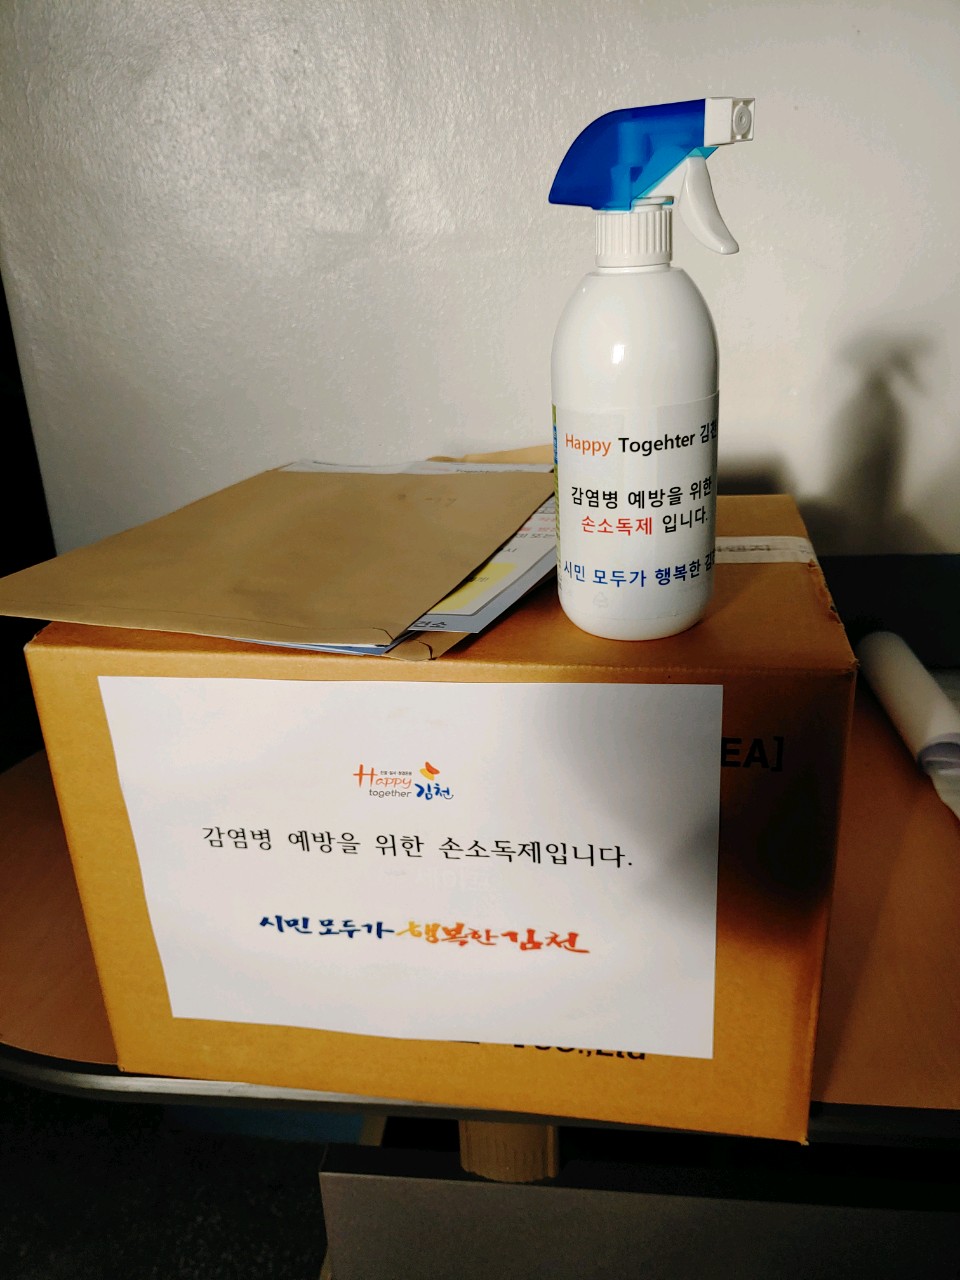 Happy Togehter 김천
감염병 예방을 위한
손소독제 입니다.
시민 모두가 행복한
Happy
together 김천
감염병 예방을 위한 손소독제입니다.
시민 모두가 행복한 김천
EA]